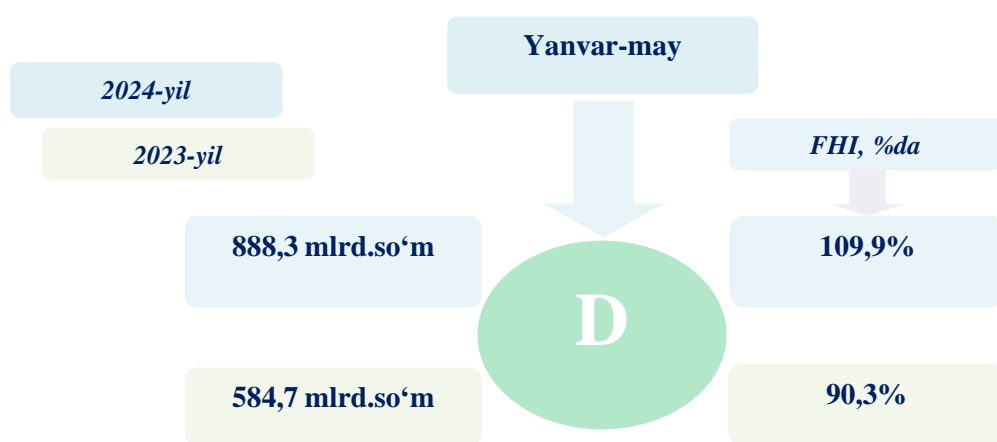 Yanvar-may
2024-yil
2023-yil
FHI, %da
888,3 mlrd.so‘m
109,9%
D
584,7 mlrd.so‘m
90,3%